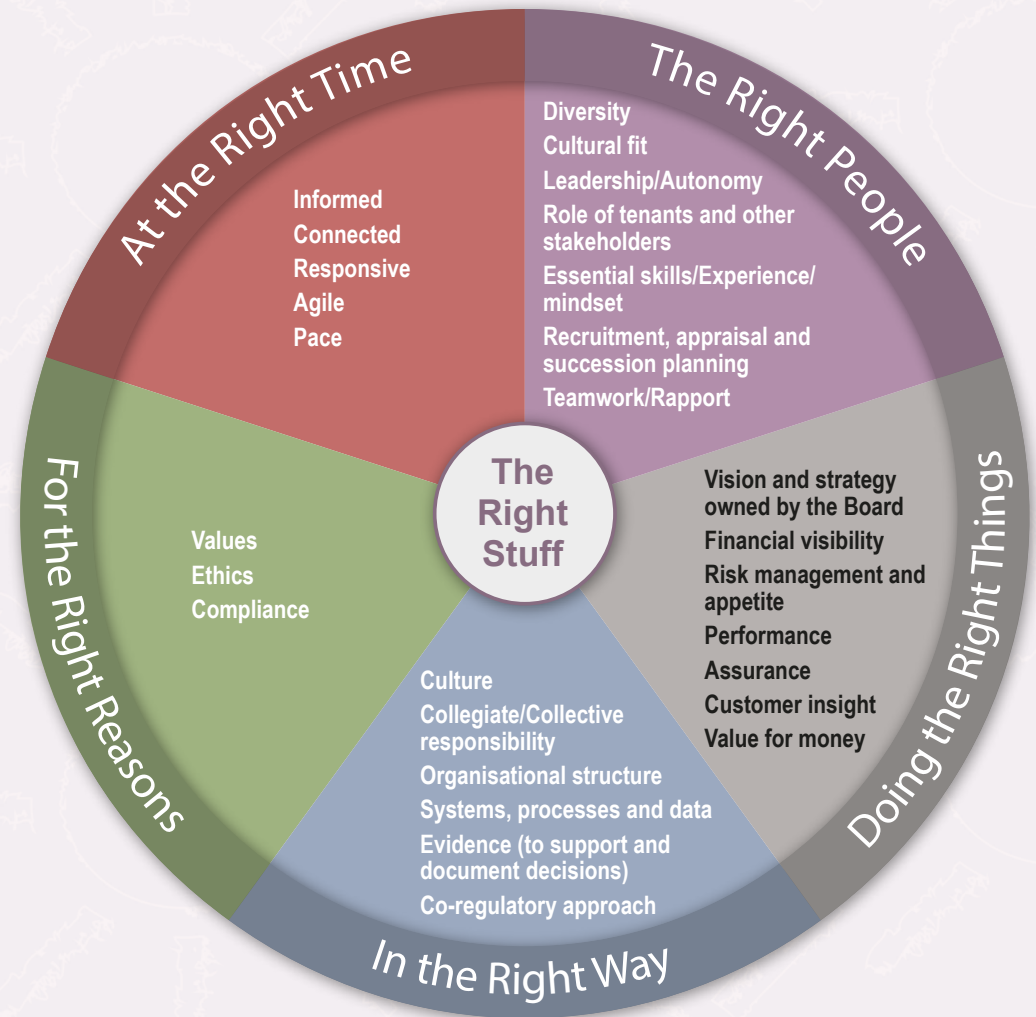 The Right People
Diversity
Cultural fit
Leadership/Autonomy
Role of tenants and other
stakeholders
Essential skills/Experience/
mindset
Recruitment, appraisal and
succession planning
Teamwork/Rapport
Doing the Right Things
Vision and strategy
owned by the Board
Financial visibility
Risk management and
appetite
Performance
Assurance
Customer insight
Value for money
In the Right Way
Culture
Collegiate/Collective
responsibility
Organisational structure
Systems, processes and data
Evidence (to support and
document decisions)
Co-regulatory approach
For the Right Reasons
Values
Ethics
Compliance
At the Right Time
Informed
Connected
Responsive
Agile
Pace
The
Right
Stuff